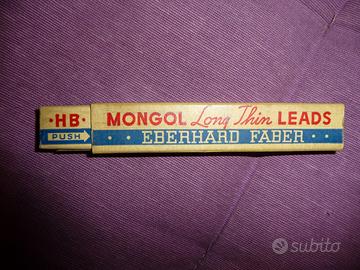 ·HB·
PUSH
MONGOL Long Thin LEADS
·· EBERHARD FABER ··
subito